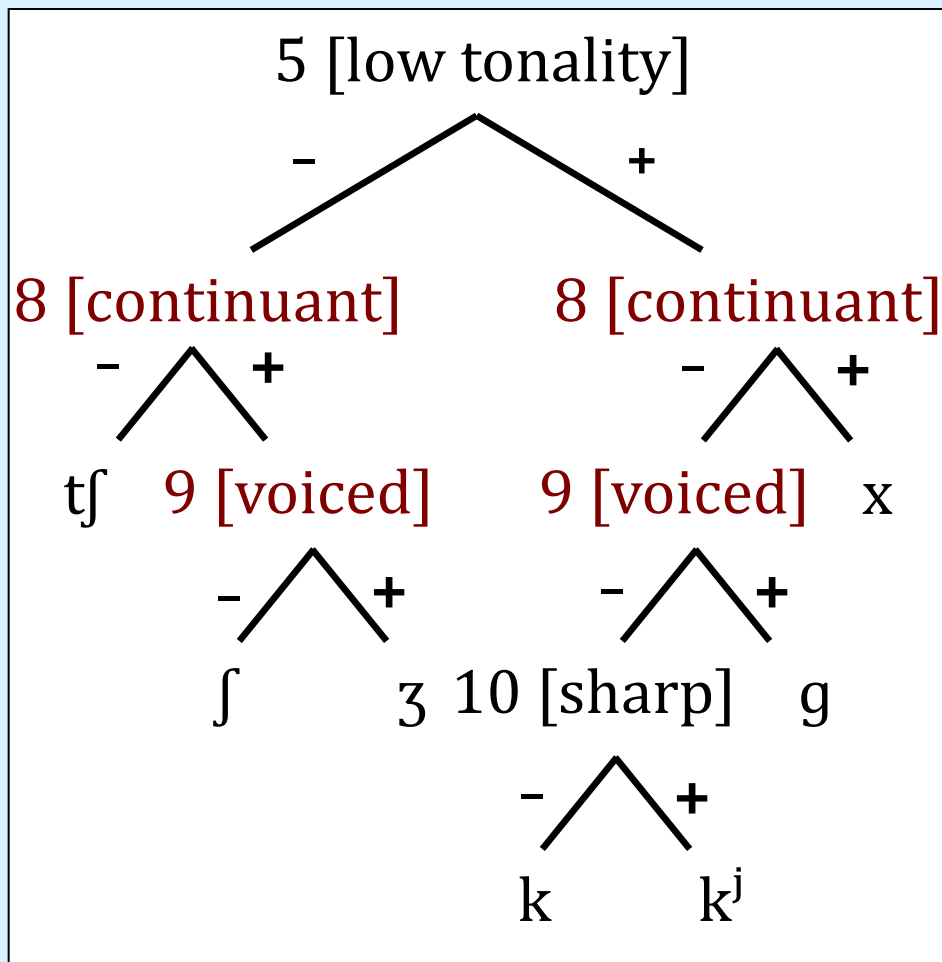 5 [low tonality]
– +
8 [continuant] 8 [continuant]
– + – +
tʃ 9 [voiced] 9 [voiced] x
– + – +
ʃ ʒ 10 [sharp] ɡ
– +
k kʲ